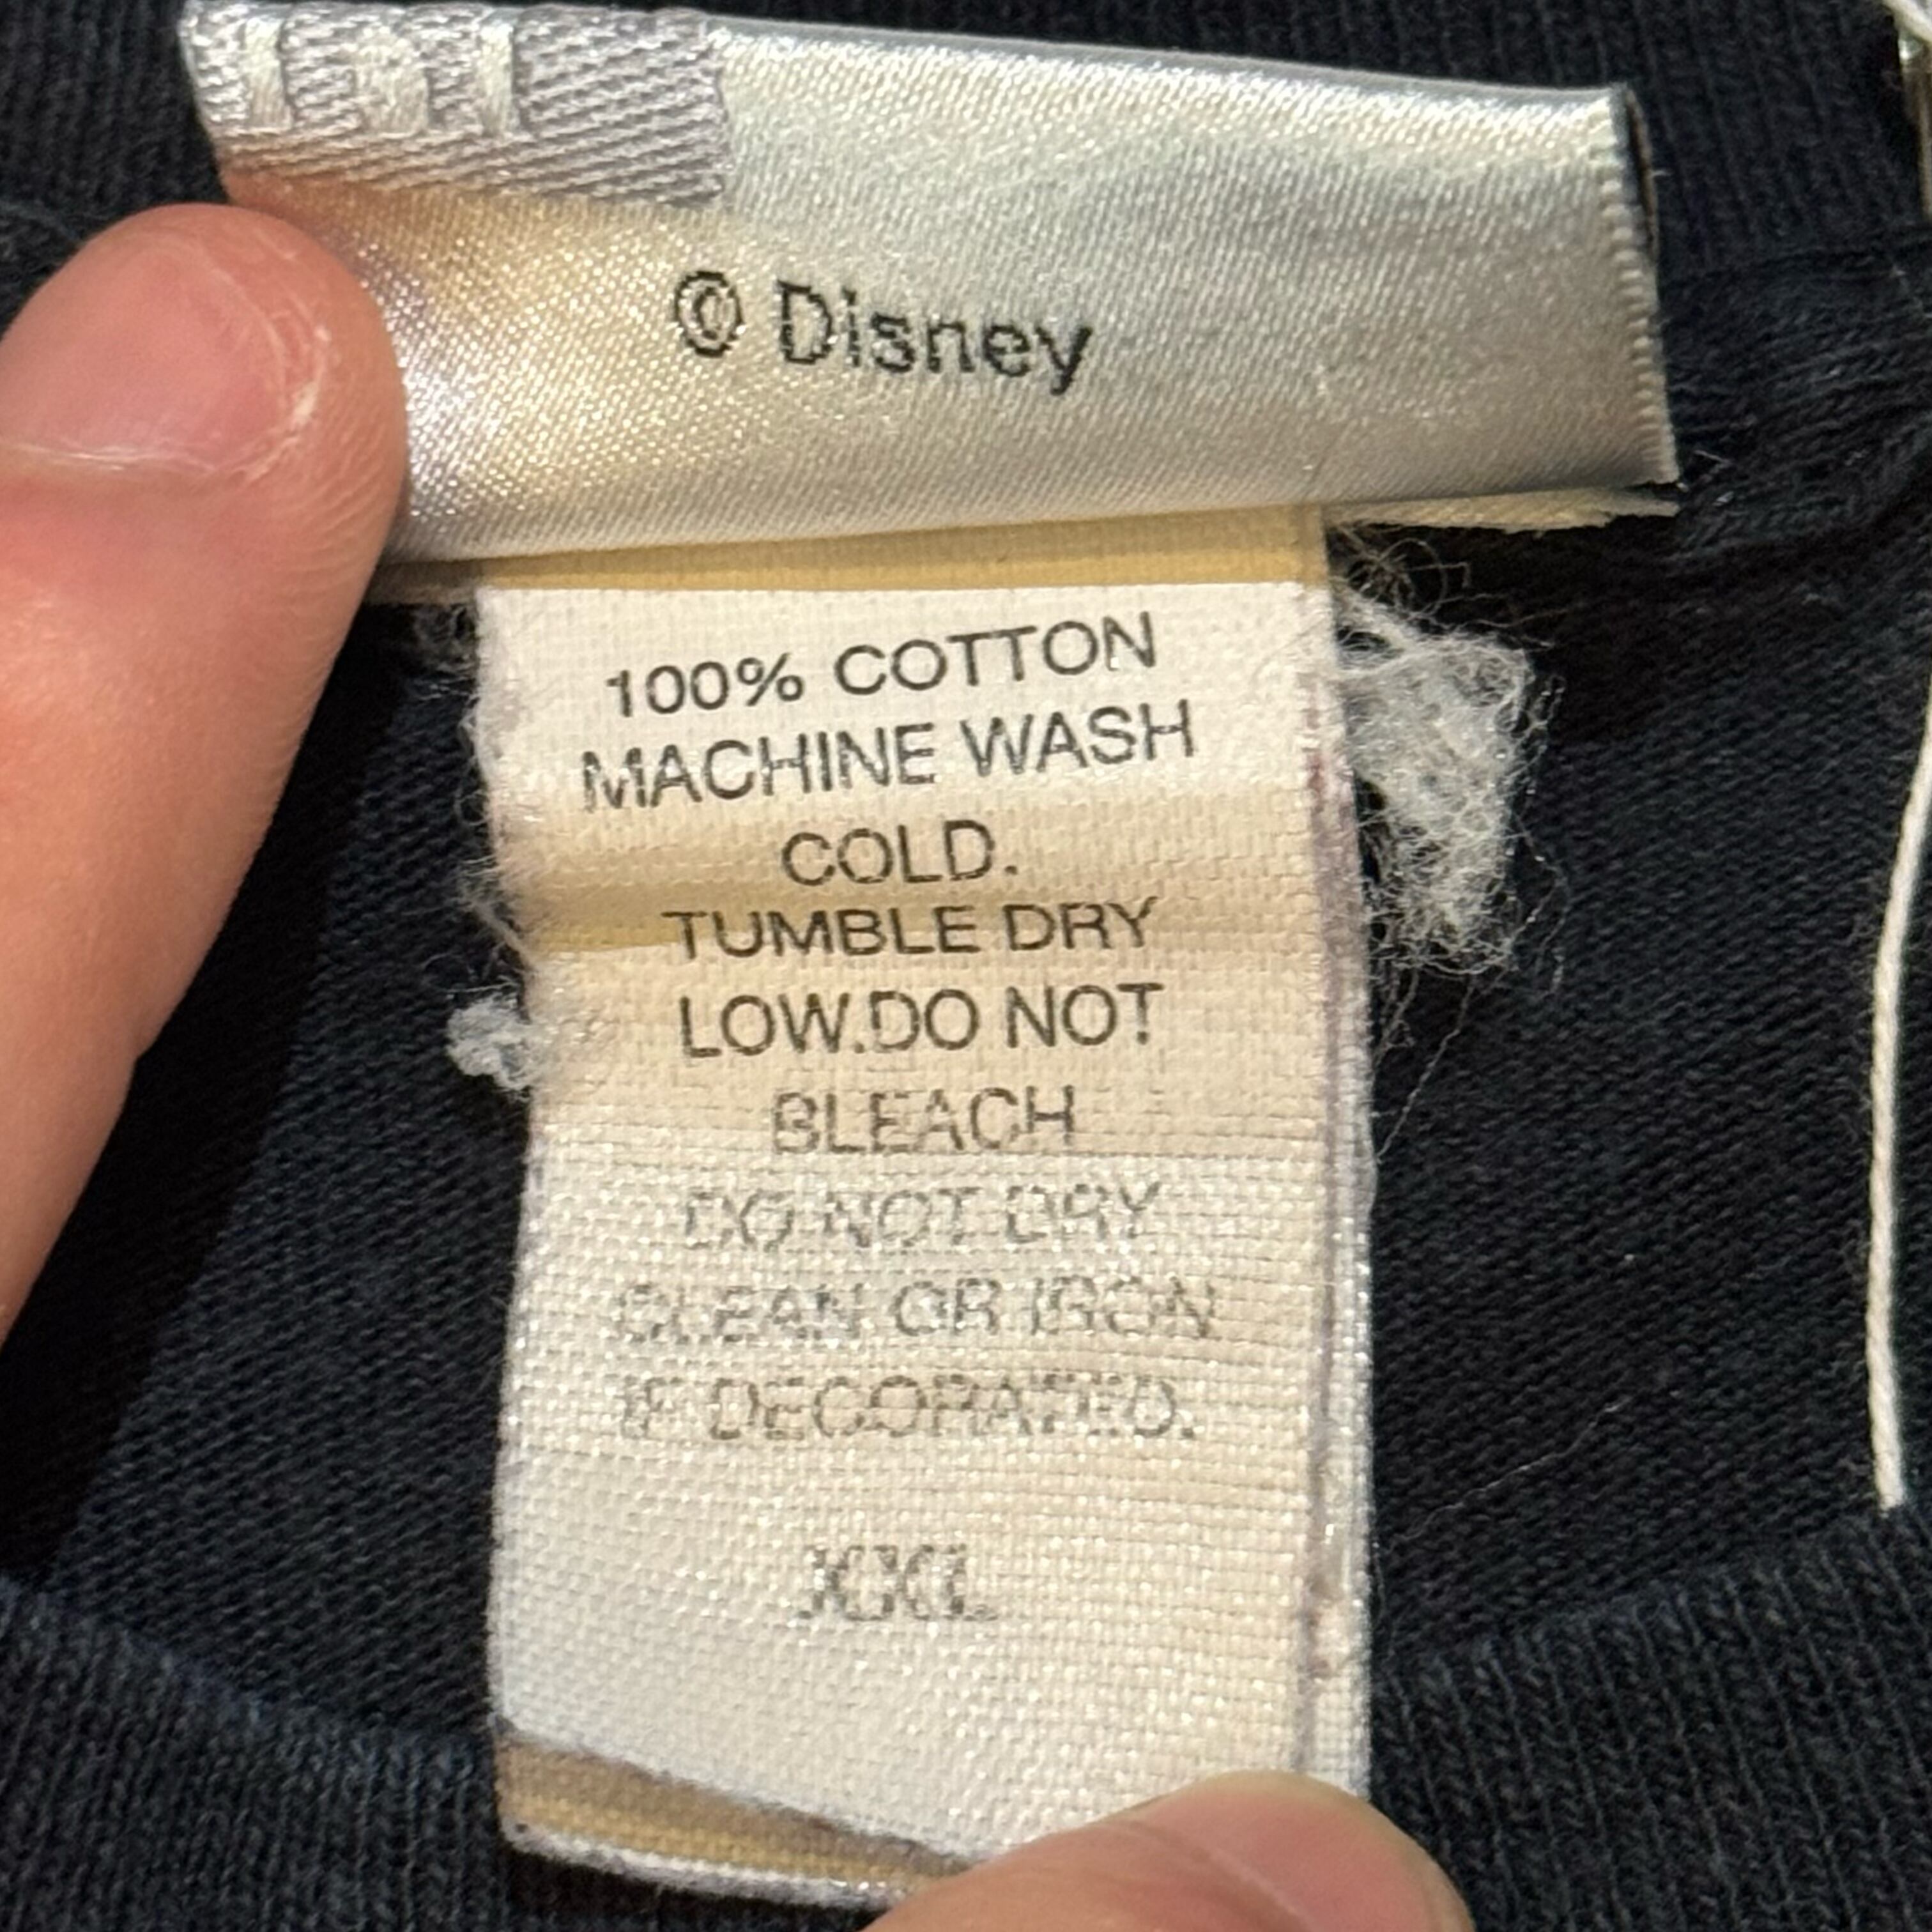 © Disney
100% COTTON
MACHINE WASH
COLD.
TUMBLE DRY
LOW.DO NOT
BLEACH
DO NOT DRY
CLEAN OR IRON
IF DECORATED.
XXL